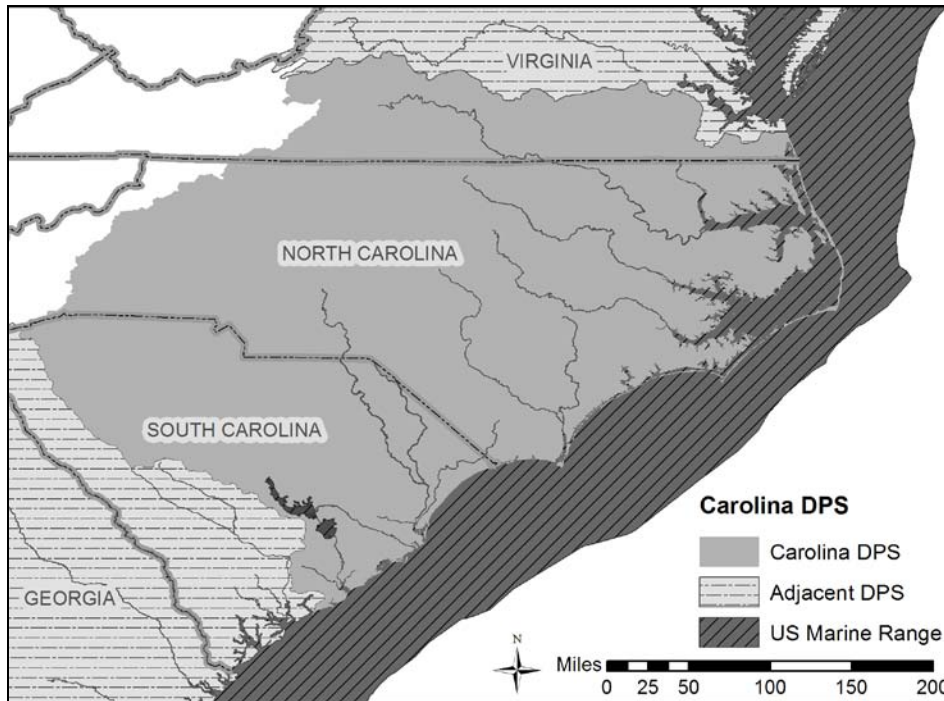 VIRGINIA
NORTH CAROLINA
SOUTH CAROLINA
GEORGIA
Carolina DPS
Carolina DPS
Adjacent DPS
US Marine Range
N
Miles
0 25 50 100 150 200